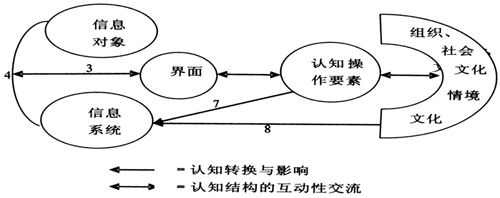 信息
对象
组织、
社会
文化
情境
文化
4
3
界面
认知操
作要素
7
信息
系统
8
=认知转换与影响
=认知结构的互动性交流